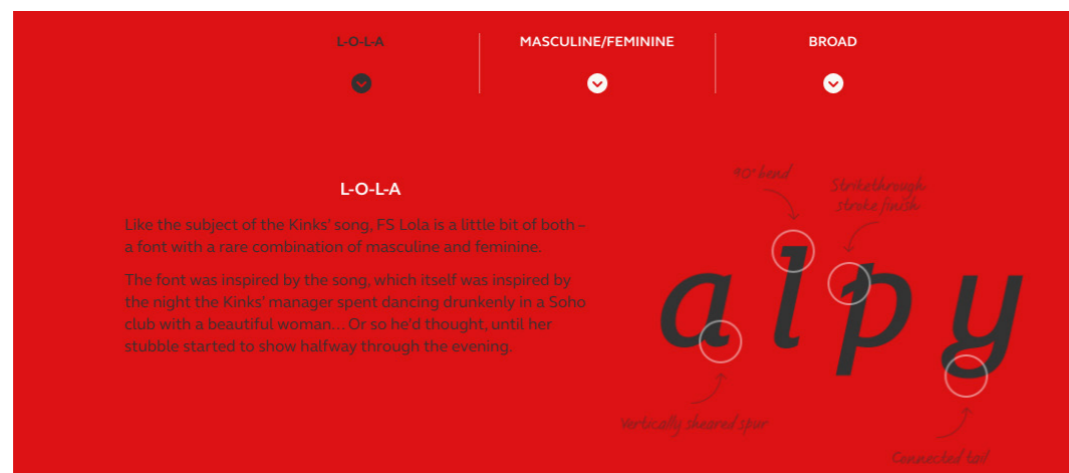 L-O-L-A
MASCULINE/FEMININE
BROAD
L-O-L-A
Like the subject of the Kinks' song, FS Lola is a little bit of both –
a font with a rare combination of masculine and feminine.
The font was inspired by the song, which itself was inspired by
the night the Kinks' manager spent dancing drunkenly in a Soho
club with a beautiful woman... Or so he'd thought, until her
stubble started to show halfway through the evening.
90° bend
Strikethrough
stroke finish
alpy
Vertically sheared spur
Connected tail